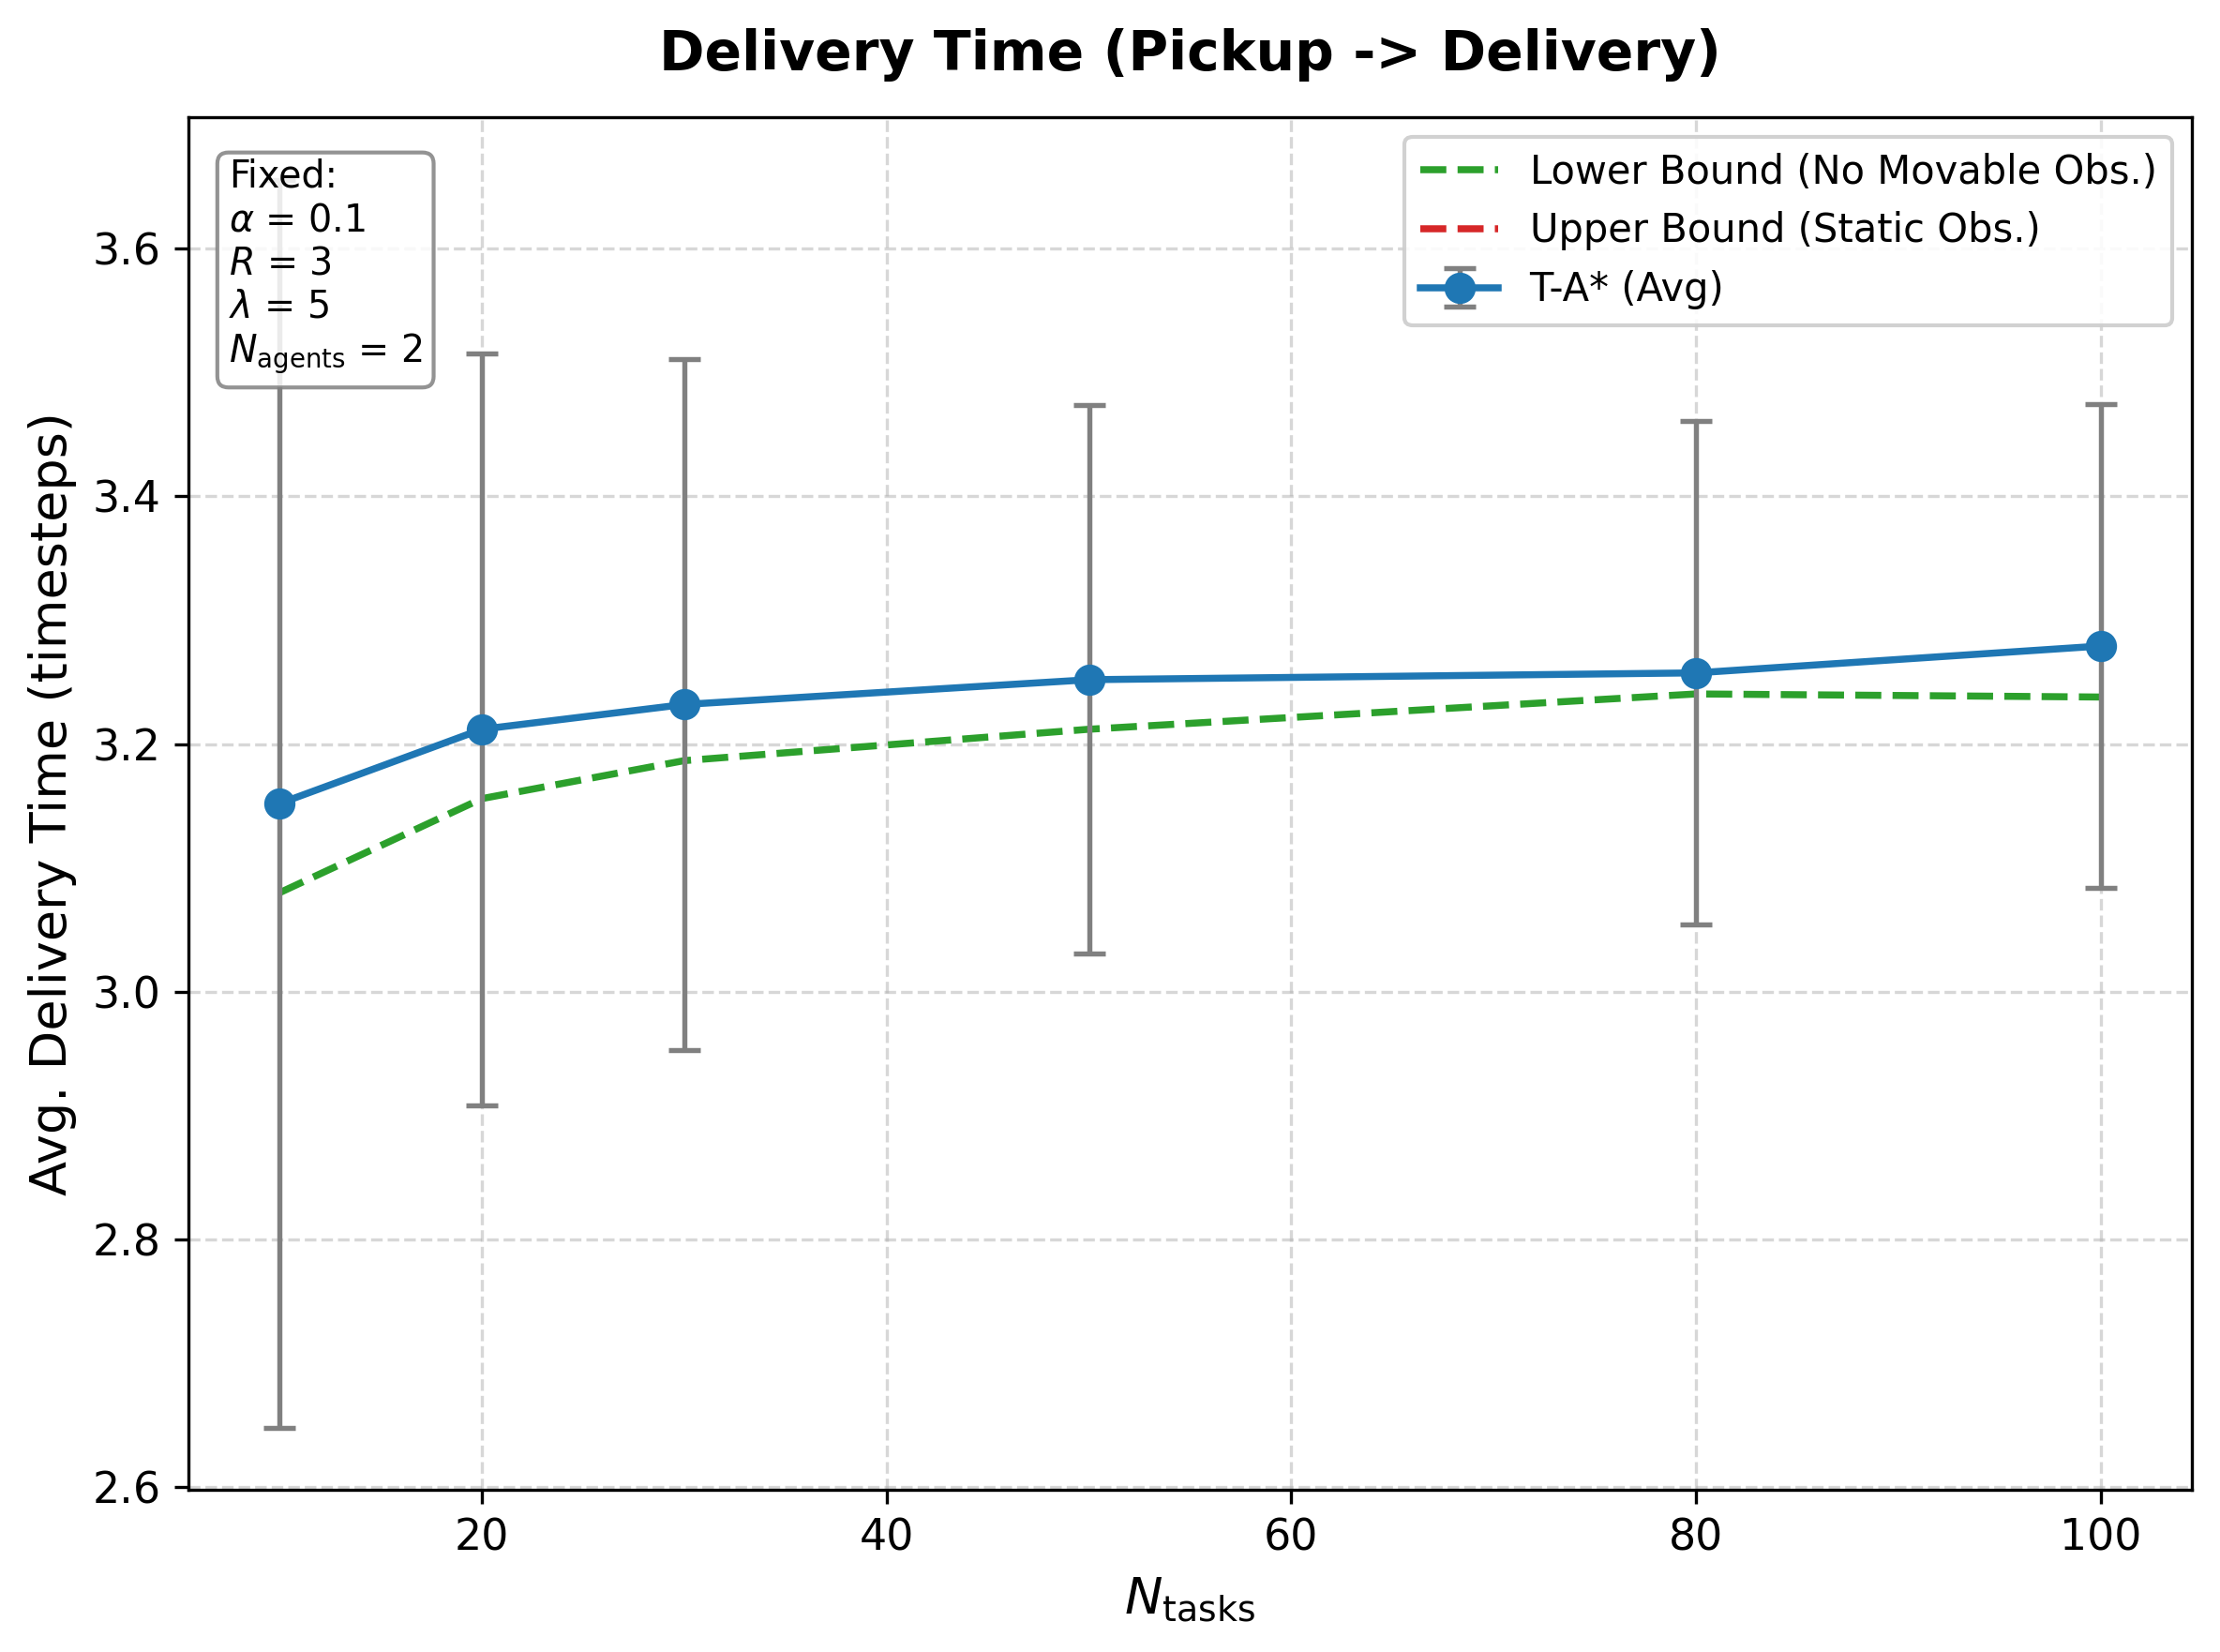 Delivery Time (Pickup -> Delivery)
Fixed:
α = 0.1
R = 3
λ = 5
N_agents = 2
Lower Bound (No Movable Obs.)
Upper Bound (Static Obs.)
T-A* (Avg)
Avg. Delivery Time (timesteps)
3.6
3.4
3.2
3.0
2.8
2.6
20 40 60 80 100
N_tasks